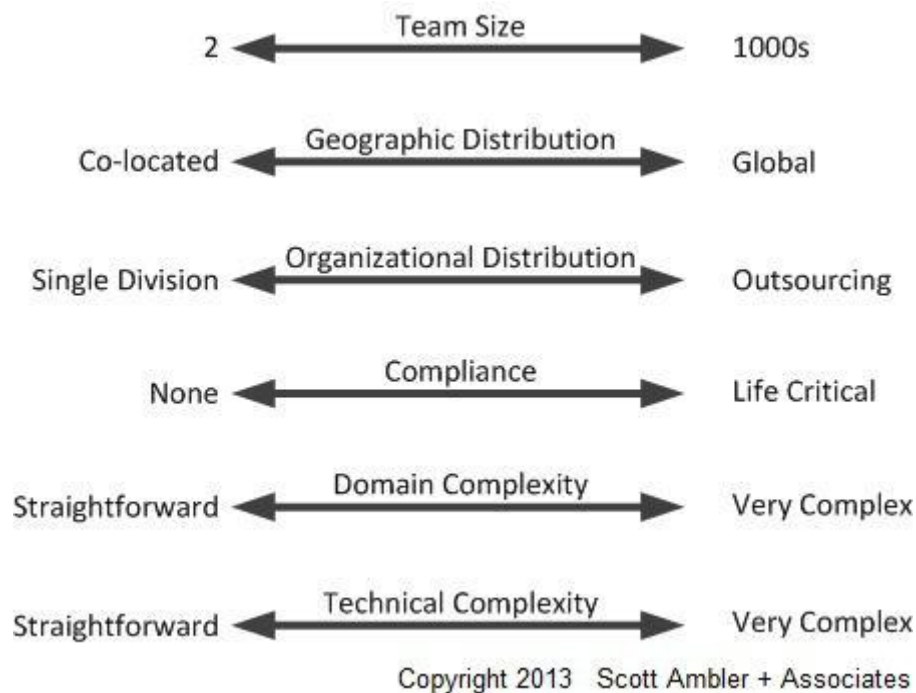 Team Size
2 1000s
Geographic Distribution
Co-located Global
Organizational Distribution
Single Division Outsourcing
Compliance
None Life Critical
Domain Complexity
Straightforward Very Complex
Technical Complexity
Straightforward Very Complex
Copyright 2013 Scott Ambler + Associates